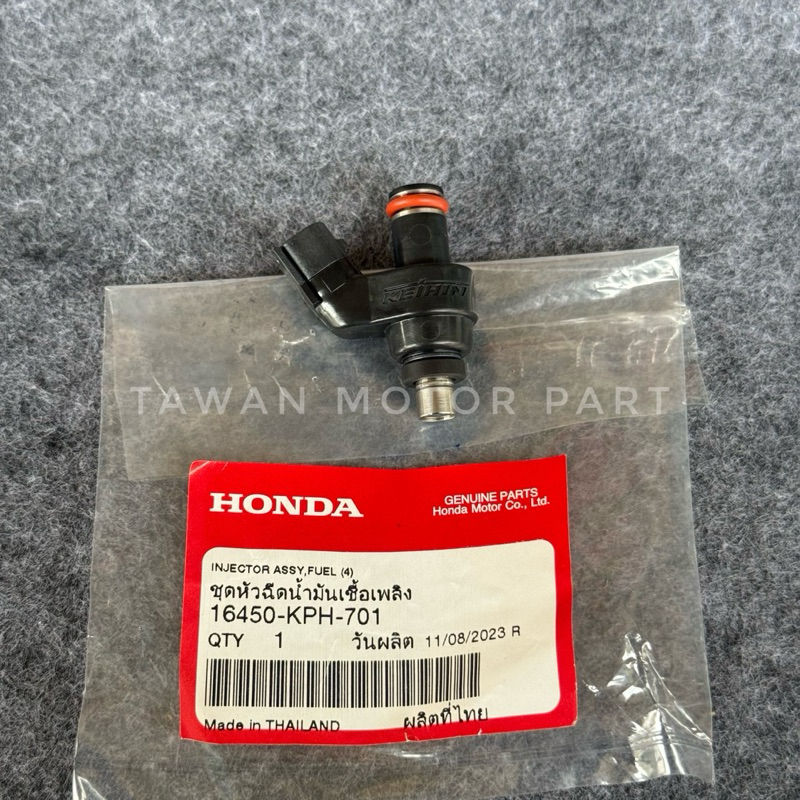 KEIHIN
TAWAN MOTOR PART
HONDA
GENUINE PARTS
Honda Motor Co., Ltd.
INJECTOR ASSY,FUEL (4)
ชุดหัวฉีดน้ำมันเชื้อเพลิง
16450-KPH-701
QTY 1 วันผลิต 11/08/2023 R
Made in THAILAND ผลิตที่ไทย